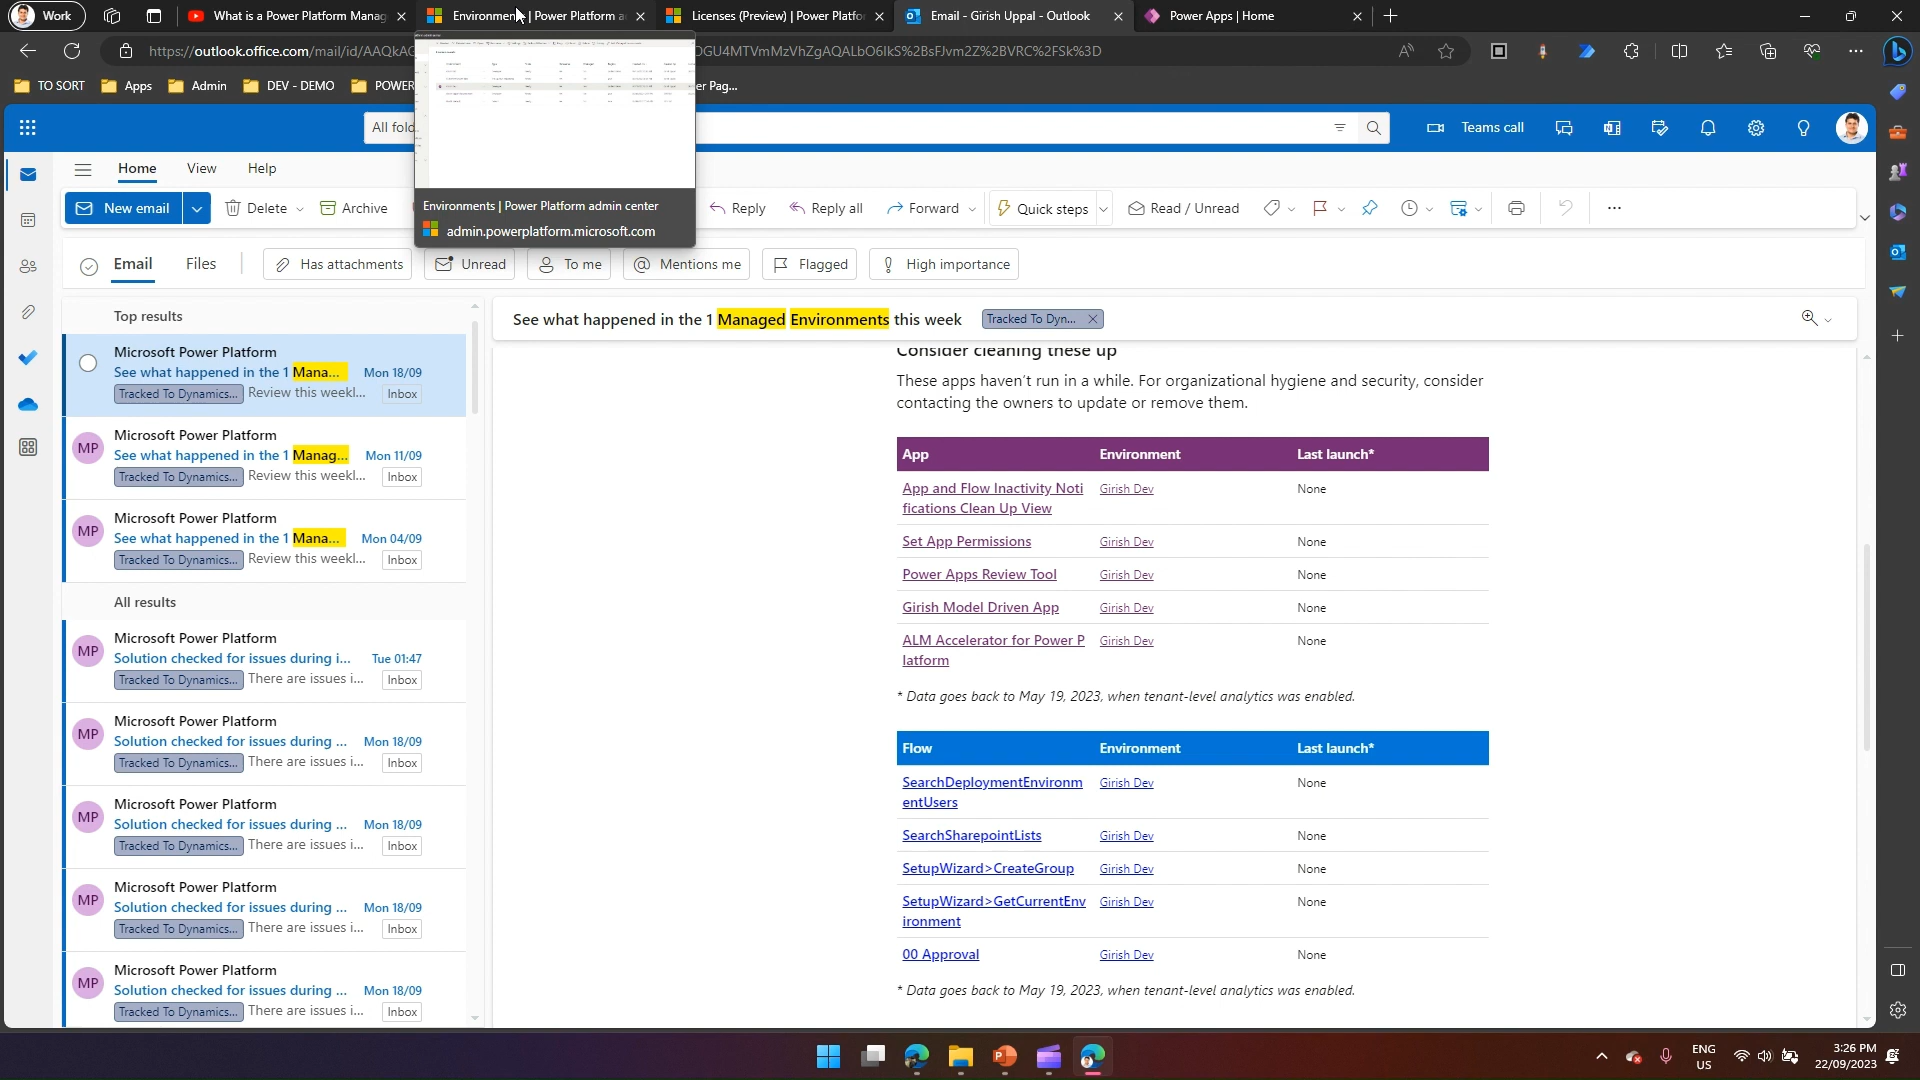 Work
What is a Power Platform Manag
Environmen | Power Platform a
Licenses (Preview) | Power Platfo
Email - Girish Uppal - Outlook
Power Apps | Home
https://outlook.office.com/mail/id/AAQkAG
OGU4MTVmMzVhZgAQALbO6IkS%2BsFJvm2Z%2BVRC%2FSk%3D
TO SORT
Apps
Admin
DEV - DEMO
POWER
er Pag...
All fold
Teams call
Home
View
Help
New email
Delete
Archive
Reply
Reply all
Forward
Quick steps
Read / Unread
Environments | Power Platform admin center
admin.powerplatform.microsoft.com
Email
Files
Has attachments
Unread
To me
Mentions me
Flagged
High importance
Top results
Microsoft Power Platform
See what happened in the 1 Mana... Mon 18/09
Tracked To Dynamics... Review this weekl... Inbox
MP
Microsoft Power Platform
See what happened in the 1 Manag... Mon 11/09
Tracked To Dynamics... Review this weekl... Inbox
MP
Microsoft Power Platform
See what happened in the 1 Mana... Mon 04/09
Tracked To Dynamics... Review this weekl... Inbox
All results
MP
Microsoft Power Platform
Solution checked for issues during i... Tue 01:47
Tracked To Dynamics... There are issues i... Inbox
MP
Microsoft Power Platform
Solution checked for issues during ... Mon 18/09
Tracked To Dynamics... There are issues i... Inbox
MP
Microsoft Power Platform
Solution checked for issues during ... Mon 18/09
Tracked To Dynamics... There are issues i... Inbox
MP
Microsoft Power Platform
Solution checked for issues during ... Mon 18/09
Tracked To Dynamics... There are issues i... Inbox
MP
Microsoft Power Platform
Solution checked for issues during ... Mon 18/09
Tracked To Dynamics... There are issues i... Inbox
See what happened in the 1 Managed Environments this week
Tracked To Dyn...
Consider cleaning these up
These apps haven't run in a while. For organizational hygiene and security, consider
contacting the owners to update or remove them.
App Environment Last launch*
App and Flow Inactivity Noti Girish Dev None
fications Clean Up View
Set App Permissions Girish Dev None
Power Apps Review Tool Girish Dev None
Girish Model Driven App Girish Dev None
ALM Accelerator for Power P Girish Dev None
latform
* Data goes back to May 19, 2023, when tenant-level analytics was enabled.
Flow Environment Last launch*
SearchDeploymentEnvironm Girish Dev None
entUsers
SearchSharepointLists Girish Dev None
SetupWizard>CreateGroup Girish Dev None
SetupWizard>GetCurrentEnv Girish Dev None
ironment
00 Approval Girish Dev None
* Data goes back to May 19, 2023, when tenant-level analytics was enabled.
ENG
US
3:26 PM
22/09/2023